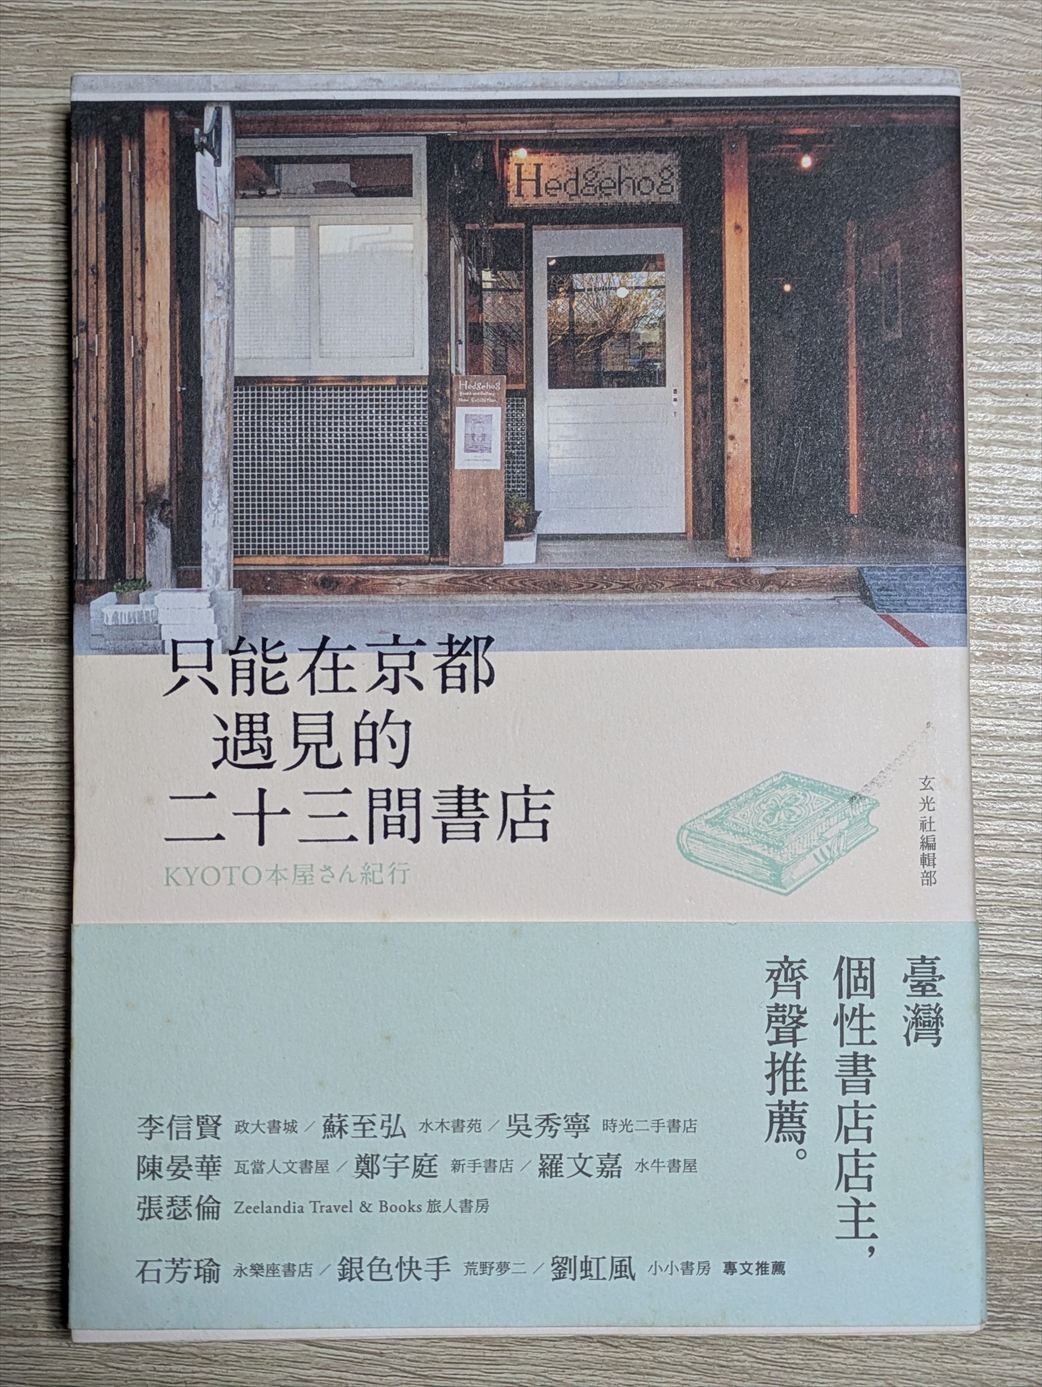 Hedgehog
Hedgehog
只能在京都
遇見的
二十三間書店
KYOTO本屋さん紀行
玄光社編輯部
臺灣
個性書店店主，
齊聲推薦。
李信賢 政大書城／蘇至弘 水木書苑／吳秀寧 時光二手書店
陳晏華 瓦當人文書屋／鄭宇庭 新手書店／羅文嘉 水牛書屋
張瑟倫 Zeelandia Travel & Books 旅人書房
石芳瑜 永樂座書店／銀色快手 荒野夢二／劉虹風 小小書房 專文推薦